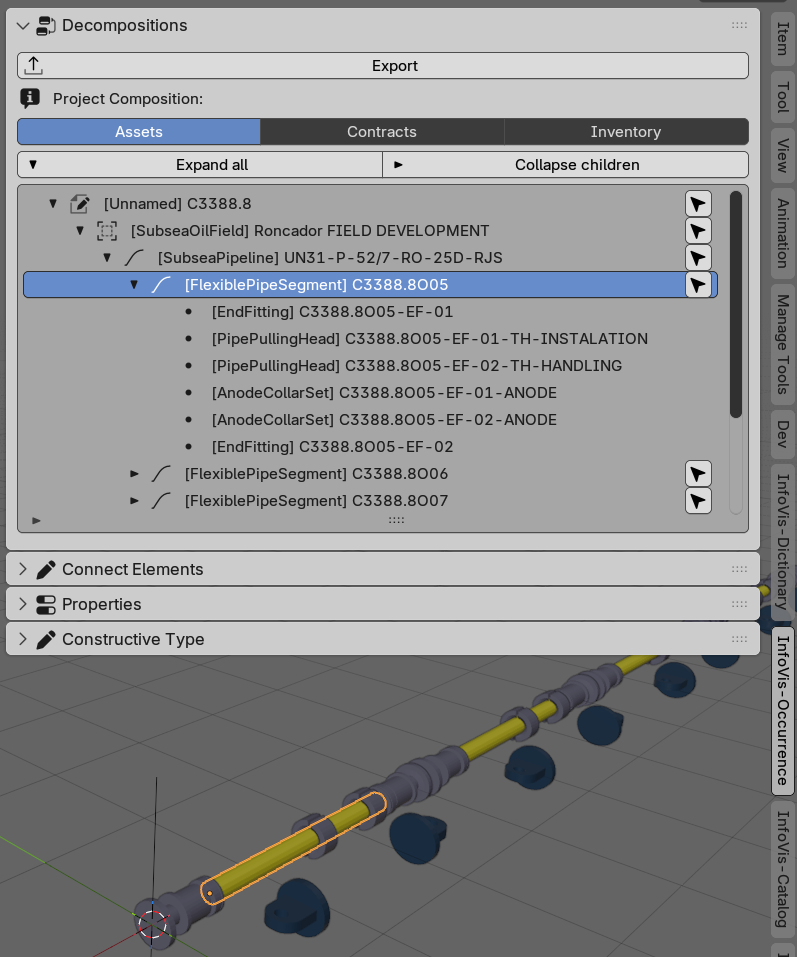 Decompositions
Export
Project Composition:
Assets
Contracts
Inventory
Expand all
Collapse children
[Unnamed] C3388.8
[SubseaOilField] Roncador FIELD DEVELOPMENT
[SubseaPipeline] UN31-P-52/7-RO-25D-RJS
[FlexiblePipeSegment] C3388.8O05
[EndFitting] C3388.8O05-EF-01
[PipePullingHead] C3388.8O05-EF-01-TH-INSTALATION
[PipePullingHead] C3388.8O05-EF-02-TH-HANDLING
[AnodeCollarSet] C3388.8O05-EF-01-ANODE
[AnodeCollarSet] C3388.8O05-EF-02-ANODE
[EndFitting] C3388.8O05-EF-02
[FlexiblePipeSegment] C3388.8O06
[FlexiblePipeSegment] C3388.8O07
Connect Elements
Properties
Constructive Type
Item
Tool
View
Animation
Manage Tools
Dev
InfoVis-Dictionary
InfoVis-Occurrence
InfoVis-Catalog